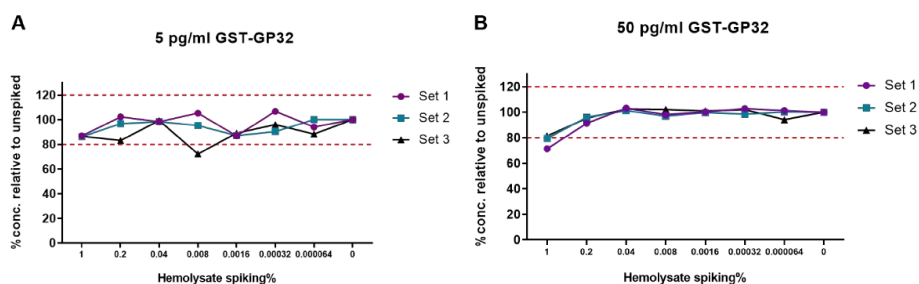 A
5 pg/ml GST-GP32
% conc. relative to unspiked
120
100
80
60
40
20
0
1 0.2 0.04 0.008 0.0016 0.00032 0.000064 0
Hemolysate spiking%
Set 1
Set 2
Set 3
B
50 pg/ml GST-GP32
% conc. relative to unspiked
120
100
80
60
40
20
0
1 0.2 0.04 0.008 0.0016 0.00032 0.000064 0
Hemolysate spiking%
Set 1
Set 2
Set 3